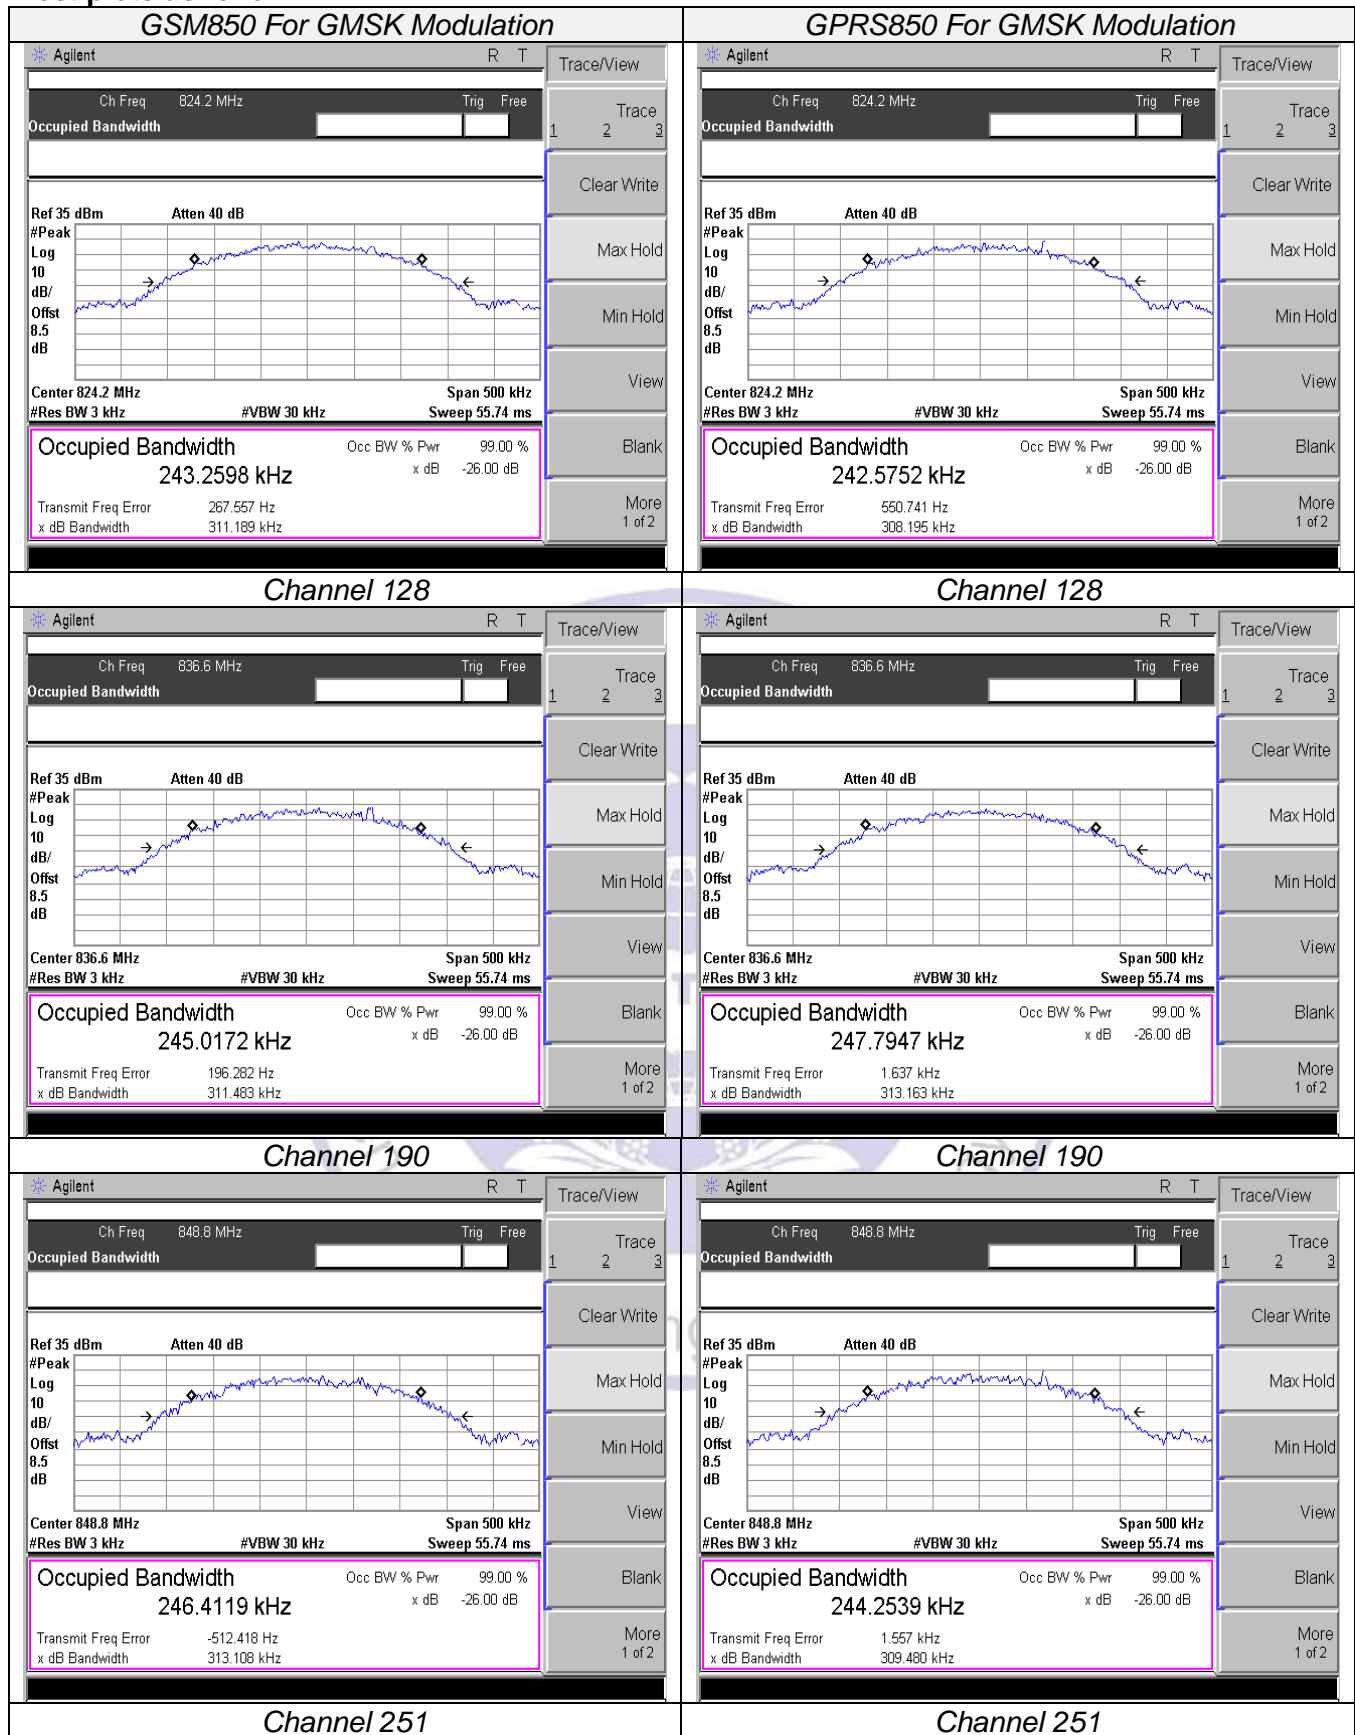 GSM850 For GMSK Modulation
GPRS850 For GMSK Modulation
Agilent R T Trace/View
Ch Freq 824.2 MHz Trig Free
Occupied Bandwidth
Trace
1 2 3
Clear Write
Ref 35 dBm Atten 40 dB
#Peak
Log
10
dB/
Offst
8.5
dB
Max Hold
Min Hold
View
Center 824.2 MHz Span 500 kHz
#Res BW 3 kHz #VBW 30 kHz Sweep 55.74 ms
Occupied Bandwidth Occ BW % Pwr 99.00 %
243.2598 kHz x dB -26.00 dB
Transmit Freq Error 267.557 Hz
x dB Bandwidth 311.189 kHz
Blank
More
1 of 2
Agilent R T Trace/View
Ch Freq 824.2 MHz Trig Free
Occupied Bandwidth
Trace
1 2 3
Clear Write
Ref 35 dBm Atten 40 dB
#Peak
Log
10
dB/
Offst
8.5
dB
Max Hold
Min Hold
View
Center 824.2 MHz Span 500 kHz
#Res BW 3 kHz #VBW 30 kHz Sweep 55.74 ms
Occupied Bandwidth Occ BW % Pwr 99.00 %
242.5752 kHz x dB -26.00 dB
Transmit Freq Error 550.741 Hz
x dB Bandwidth 308.195 kHz
Blank
More
1 of 2
Channel 128
Channel 128
Agilent R T Trace/View
Ch Freq 836.6 MHz Trig Free
Occupied Bandwidth
Trace
1 2 3
Clear Write
Ref 35 dBm Atten 40 dB
#Peak
Log
10
dB/
Offst
8.5
dB
Max Hold
Min Hold
View
Center 836.6 MHz Span 500 kHz
#Res BW 3 kHz #VBW 30 kHz Sweep 55.74 ms
Occupied Bandwidth Occ BW % Pwr 99.00 %
245.0172 kHz x dB -26.00 dB
Transmit Freq Error 196.282 Hz
x dB Bandwidth 311.483 kHz
Blank
More
1 of 2
Agilent R T Trace/View
Ch Freq 836.6 MHz Trig Free
Occupied Bandwidth
Trace
1 2 3
Clear Write
Ref 35 dBm Atten 40 dB
#Peak
Log
10
dB/
Offst
8.5
dB
Max Hold
Min Hold
View
Center 836.6 MHz Span 500 kHz
#Res BW 3 kHz #VBW 30 kHz Sweep 55.74 ms
Occupied Bandwidth Occ BW % Pwr 99.00 %
247.7947 kHz x dB -26.00 dB
Transmit Freq Error 1.637 kHz
x dB Bandwidth 313.163 kHz
Blank
More
1 of 2
Channel 190
Channel 190
Agilent R T Trace/View
Ch Freq 848.8 MHz Trig Free
Occupied Bandwidth
Trace
1 2 3
Clear Write
Ref 35 dBm Atten 40 dB
#Peak
Log
10
dB/
Offst
8.5
dB
Max Hold
Min Hold
View
Center 848.8 MHz Span 500 kHz
#Res BW 3 kHz #VBW 30 kHz Sweep 55.74 ms
Occupied Bandwidth Occ BW % Pwr 99.00 %
246.4119 kHz x dB -26.00 dB
Transmit Freq Error -512.418 Hz
x dB Bandwidth 313.108 kHz
Blank
More
1 of 2
Agilent R T Trace/View
Ch Freq 848.8 MHz Trig Free
Occupied Bandwidth
Trace
1 2 3
Clear Write
Ref 35 dBm Atten 40 dB
#Peak
Log
10
dB/
Offst
8.5
dB
Max Hold
Min Hold
View
Center 848.8 MHz Span 500 kHz
#Res BW 3 kHz #VBW 30 kHz Sweep 55.74 ms
Occupied Bandwidth Occ BW % Pwr 99.00 %
244.2539 kHz x dB -26.00 dB
Transmit Freq Error 1.557 kHz
x dB Bandwidth 309.480 kHz
Blank
More
1 of 2
Channel 251
Channel 251